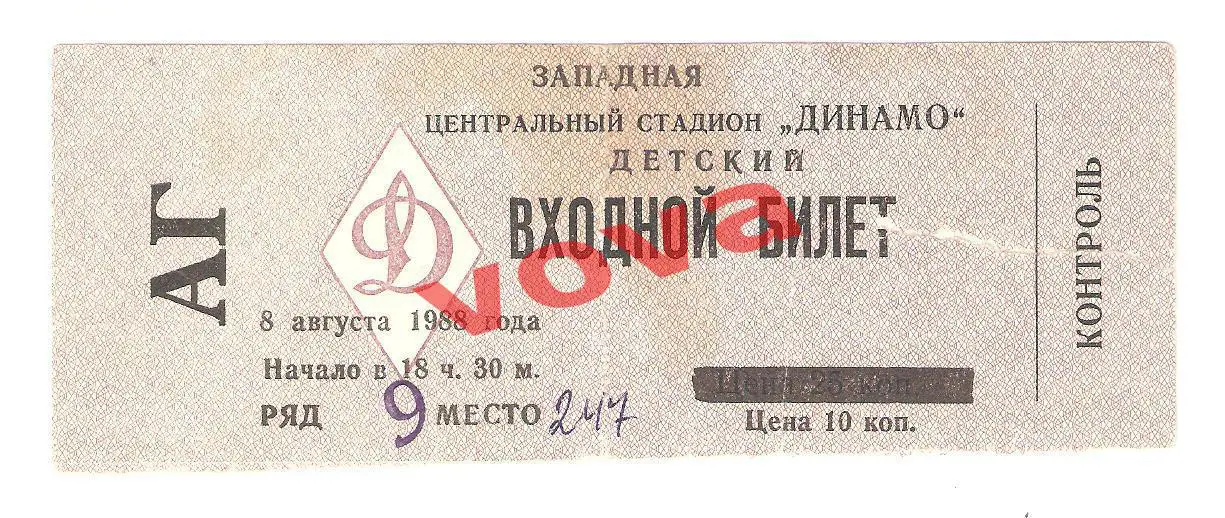 ЗАПАДНАЯ
ЦЕНТРАЛЬНЫЙ СТАДИОН „ДИНАМО“
ДЕТСКИЙ
ВХОДНОЙ БИЛЕТ
АГ
Д
vova
8 августа 1988 года
Начало в 18 ч. 30 м.
РЯД 9 МЕСТО 247
Цена 25 коп.
Цена 10 коп.
КОНТРОЛЬ